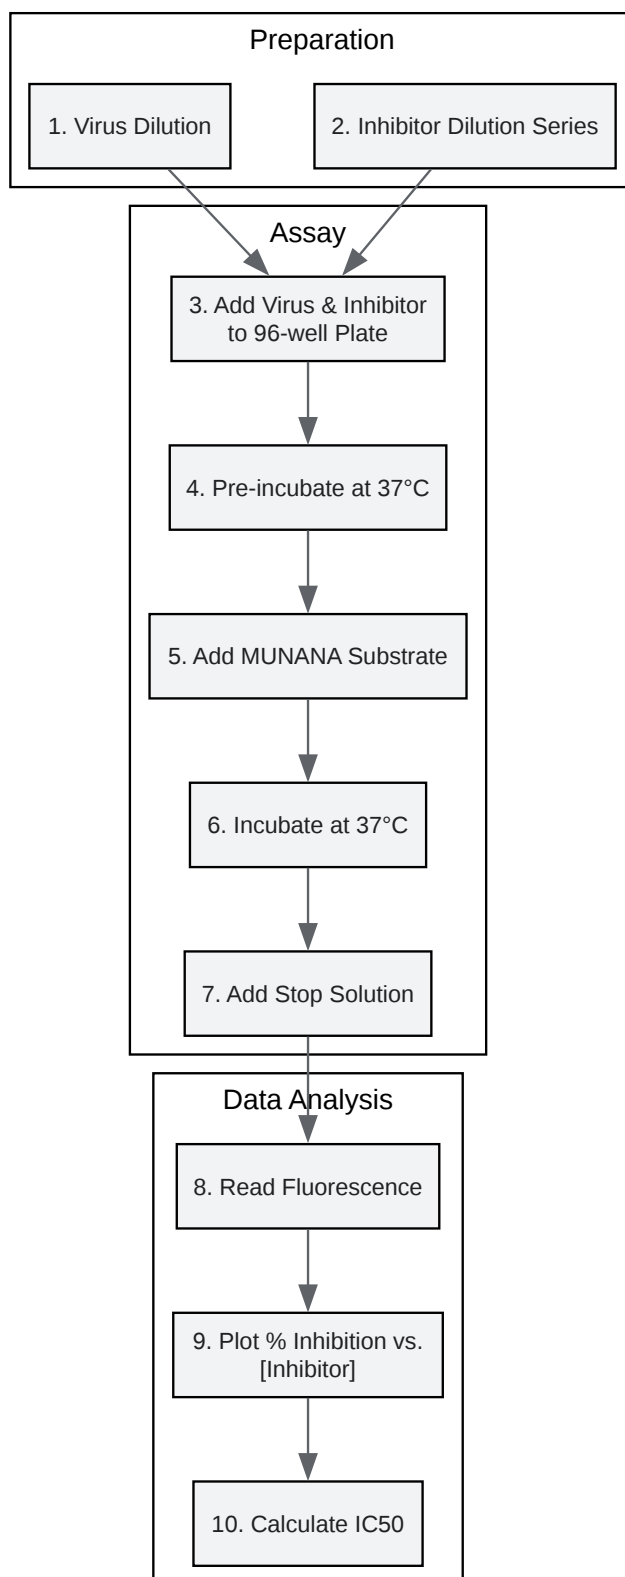 Preparation
1. Virus Dilution
2. Inhibitor Dilution Series
Assay
3. Add Virus & Inhibitor
to 96-well Plate
4. Pre-incubate at 37°C
5. Add MUNANA Substrate
6. Incubate at 37°C
7. Add Stop Solution
Data Analysis
8. Read Fluorescence
9. Plot % Inhibition vs.
[Inhibitor]
10. Calculate IC50